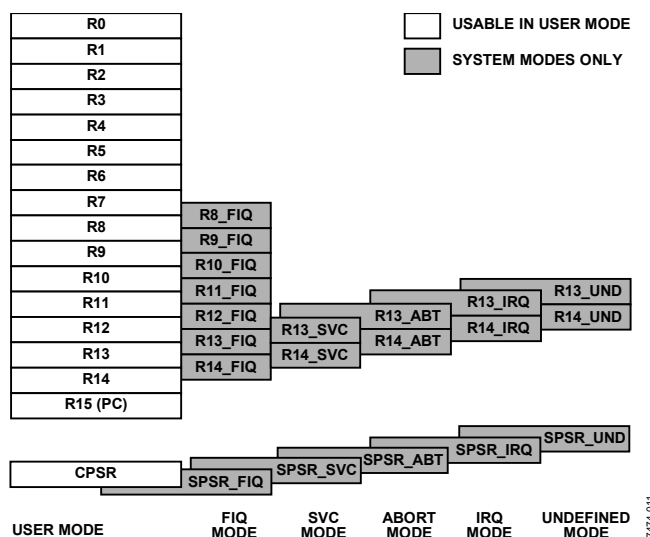 R0
R1
R2
R3
R4
R5
R6
R7
R8
R9
R10
R11
R12
R13
R14
R15 (PC)
USABLE IN USER MODE
SYSTEM MODES ONLY
R8_FIQ
R9_FIQ
R10_FIQ
R11_FIQ
R12_FIQ
R13_FIQ
R14_FIQ
R13_SVC
R14_SVC
R13_ABT
R14_ABT
R13_IRQ
R14_IRQ
R13_UND
R14_UND
CPSR
SPSR_FIQ
SPSR_SVC
SPSR_ABT
SPSR_IRQ
SPSR_UND
USER MODE
FIQ
MODE
SVC
MODE
ABORT
MODE
IRQ
MODE
UNDEFINED
MODE